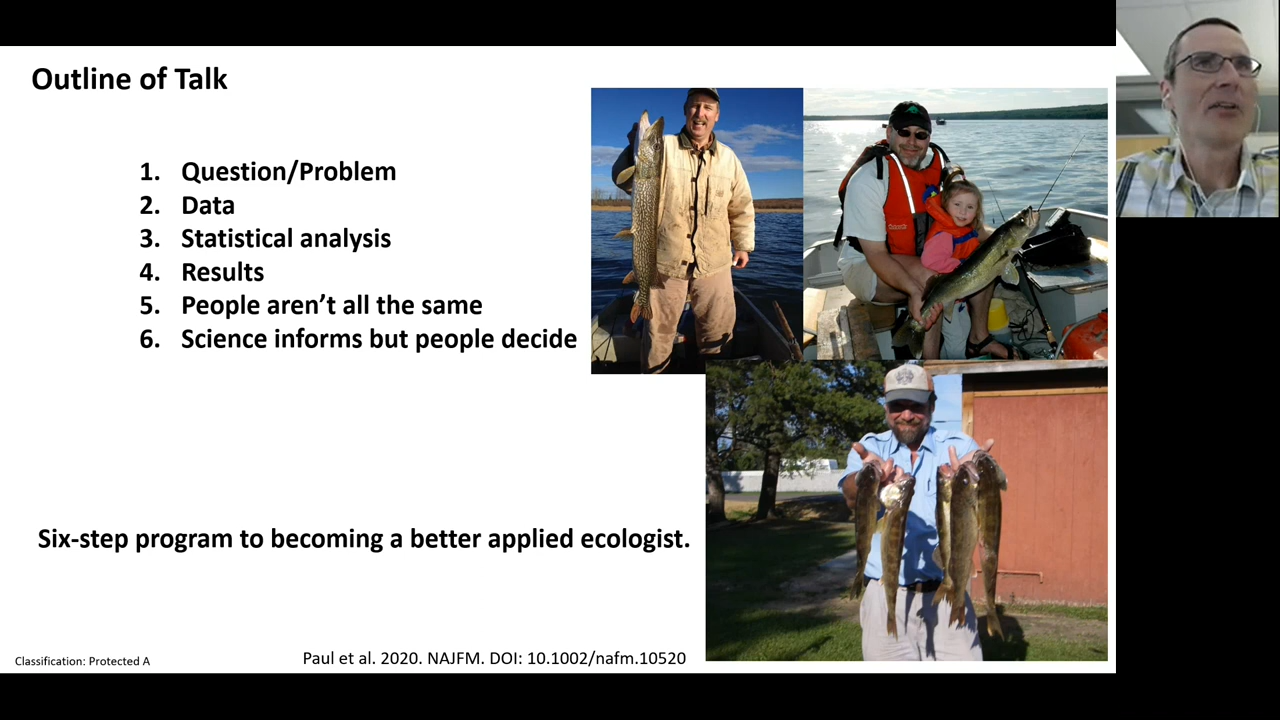 Outline of Talk
1. Question/Problem
2. Data
3. Statistical analysis
4. Results
5. People aren't all the same
6. Science informs but people decide
Six-step program to becoming a better applied ecologist.
Classification: Protected A
Paul et al. 2020. NAJFM. DOI: 10.1002/nafm.10520